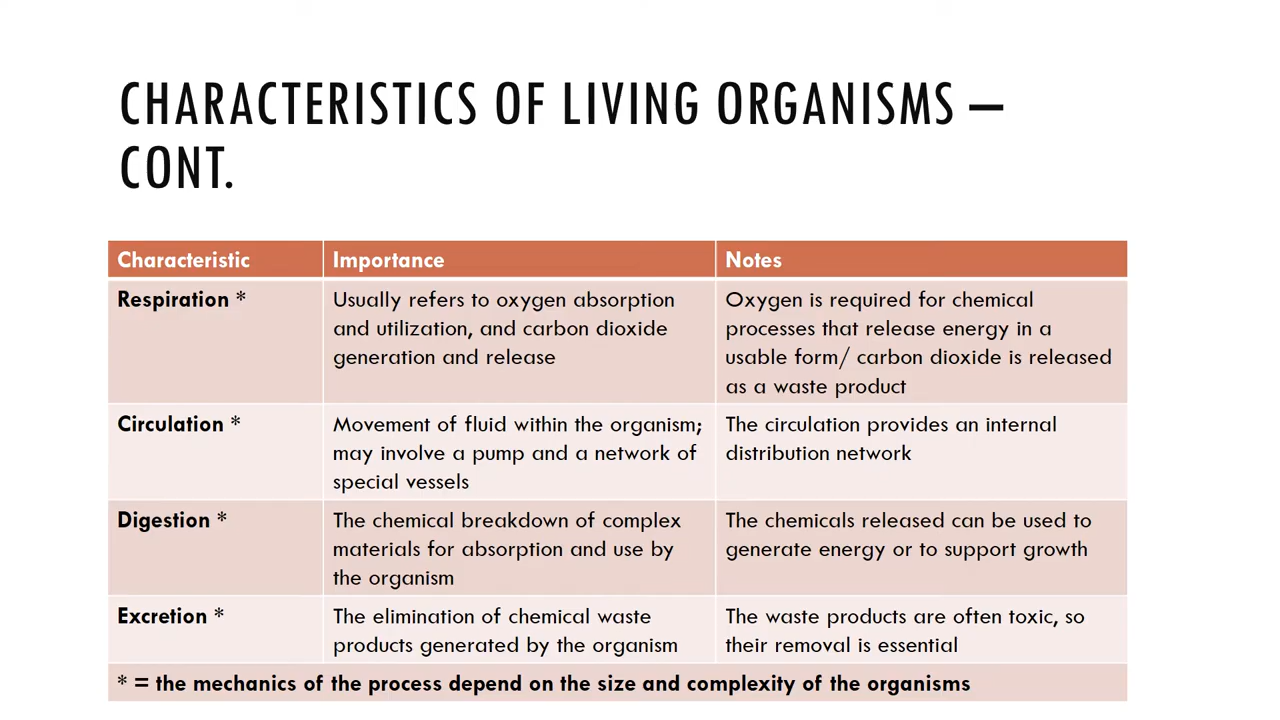 CHARACTERISTICS OF LIVING ORGANISMS –
CONT.
Characteristic
Importance
Notes
Respiration *
Usually refers to oxygen absorption
and utilization, and carbon dioxide
generation and release
Oxygen is required for chemical
processes that release energy in a
usable form/ carbon dioxide is released
as a waste product
Circulation *
Movement of fluid within the organism;
may involve a pump and a network of
special vessels
The circulation provides an internal
distribution network
Digestion *
The chemical breakdown of complex
materials for absorption and use by
the organism
The chemicals released can be used to
generate energy or to support growth
Excretion *
The elimination of chemical waste
products generated by the organism
The waste products are often toxic, so
their removal is essential
* = the mechanics of the process depend on the size and complexity of the organisms